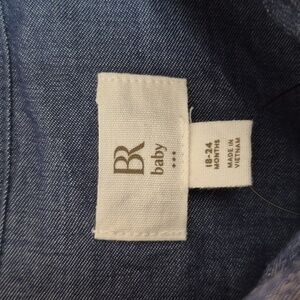 BR
baby
18-24
MONTHS
MADE IN
VIETNAM